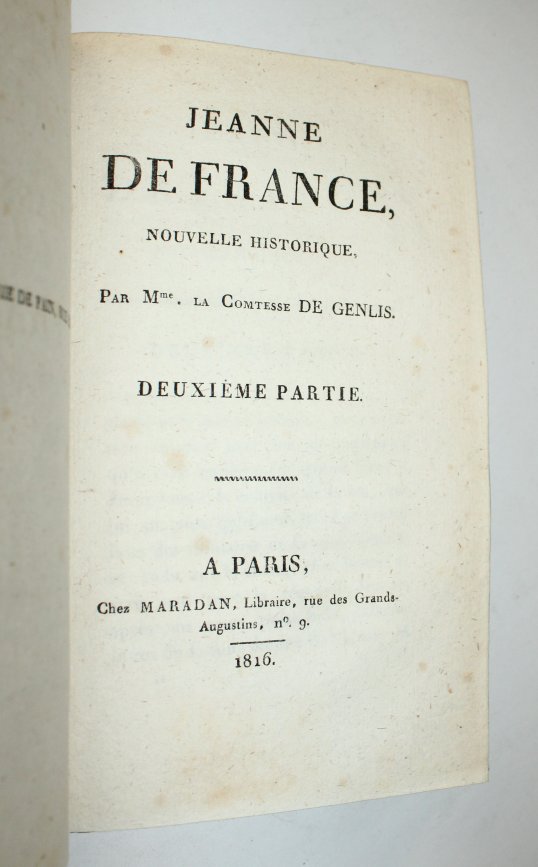 JEANNE
DE FRANCE,
NOUVELLE HISTORIQUE,
PAR Mme. LA COMTESSE DE GENLIS.
DEUXIÈME PARTIE.
A PARIS,
Chez MARADAN, Libraire, rue des Grands-
Augustins, no. 9.
1816.